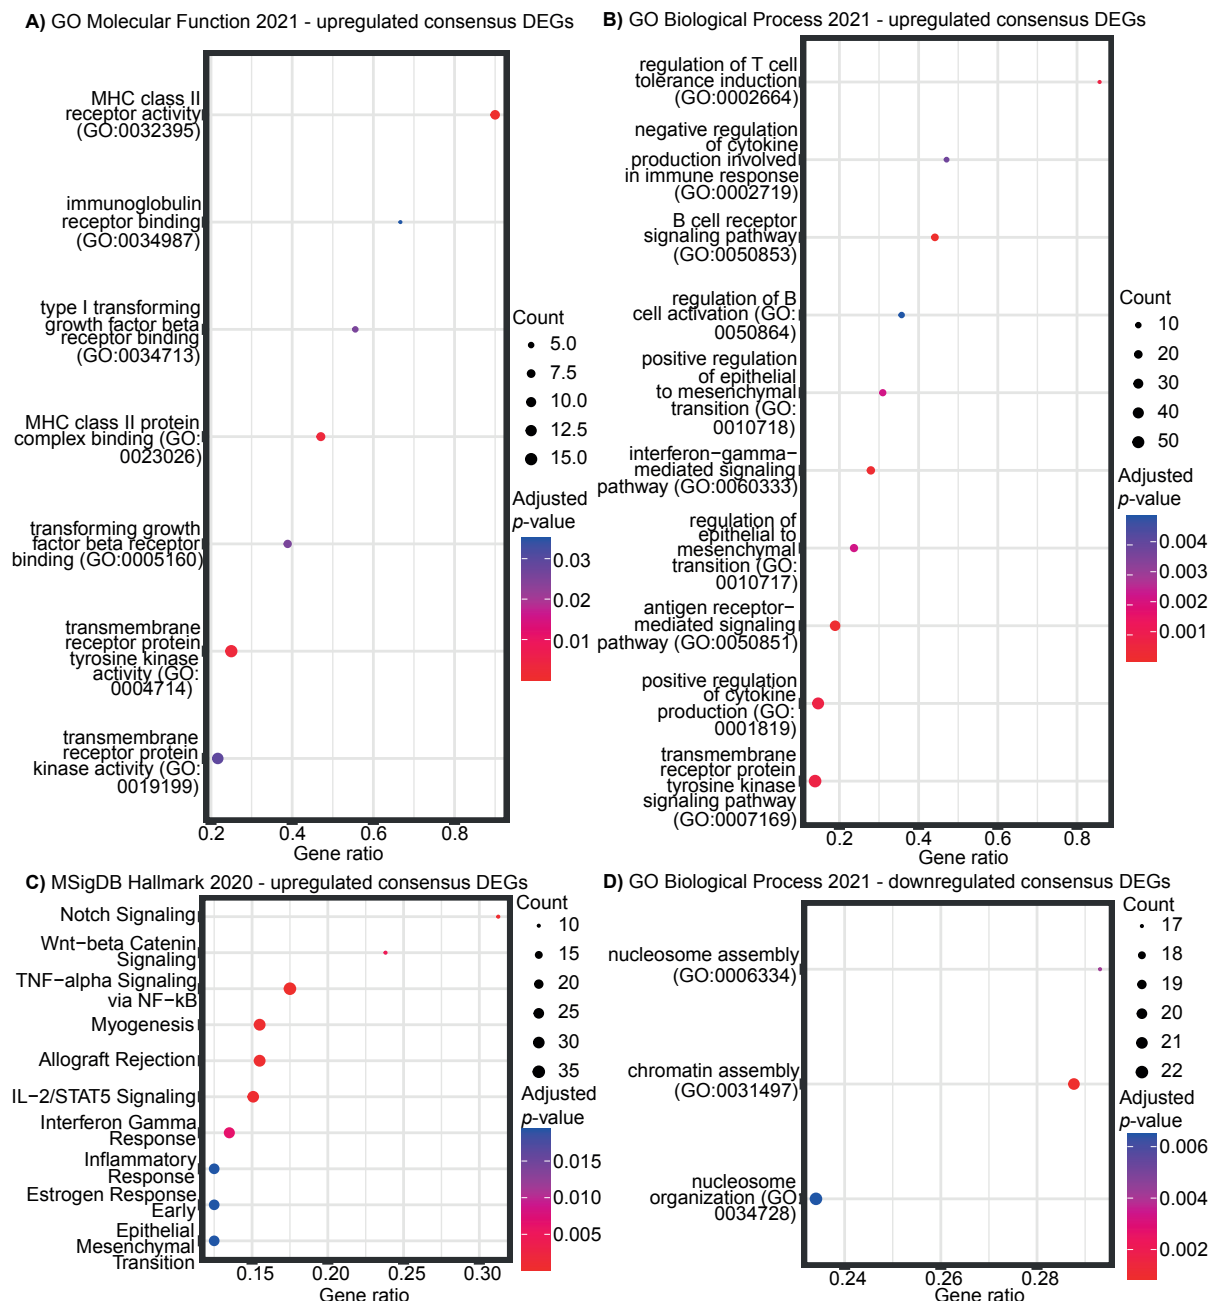 A) GO Molecular Function 2021 - upregulated consensus DEGs
MHC class II
receptor activity
(GO:0032395)
immunoglobulin
receptor binding
(GO:0034987)
type I transforming
growth factor beta
receptor binding
(GO:0034713)
MHC class II protein
complex binding (GO:
0023026)
transforming growth
factor beta receptor
binding (GO:0005160)
transmembrane
receptor protein
tyrosine kinase
activity (GO:
0004714)
transmembrane
receptor protein
kinase activity (GO:
0019199)
0.2 0.4 0.6 0.8
Gene ratio
Count
5.0
7.5
10.0
12.5
15.0
Adjusted
p-value
0.03
0.02
0.01
B) GO Biological Process 2021 - upregulated consensus DEGs
regulation of T cell
tolerance induction
(GO:0002664)
negative regulation
of cytokine
production involved
in immune response
(GO:0002719)
B cell receptor
signaling pathway
(GO:0050853)
regulation of B
cell activation (GO:
0050864)
positive regulation
of epithelial
to mesenchymal
transition (GO:
0010718)
interferon−gamma−
mediated signaling
pathway (GO:0060333)
regulation of
epithelial to
mesenchymal
transition (GO:
0010717)
antigen receptor−
mediated signaling
pathway (GO:0050851)
positive regulation
of cytokine
production (GO:
0001819)
transmembrane
receptor protein
tyrosine kinase
signaling pathway
(GO:0007169)
0.2 0.4 0.6 0.8
Gene ratio
Count
10
20
30
40
50
Adjusted
p-value
0.004
0.003
0.002
0.001
C) MSigDB Hallmark 2020 - upregulated consensus DEGs
Notch Signaling
Wnt−beta Catenin
Signaling
TNF−alpha Signaling
via NF−kB
Myogenesis
Allograft Rejection
IL−2/STAT5 Signaling
Interferon Gamma
Response
Inflammatory
Response
Estrogen Response
Early
Epithelial
Mesenchymal
Transition
0.15 0.20 0.25 0.30
Gene ratio
Count
10
15
20
25
30
35
Adjusted
p-value
0.015
0.010
0.005
D) GO Biological Process 2021 - downregulated consensus DEGs
nucleosome assembly
(GO:0006334)
chromatin assembly
(GO:0031497)
nucleosome
organization (GO:
0034728)
0.24 0.26 0.28
Gene ratio
Count
17
18
19
20
21
22
Adjusted
p-value
0.006
0.004
0.002